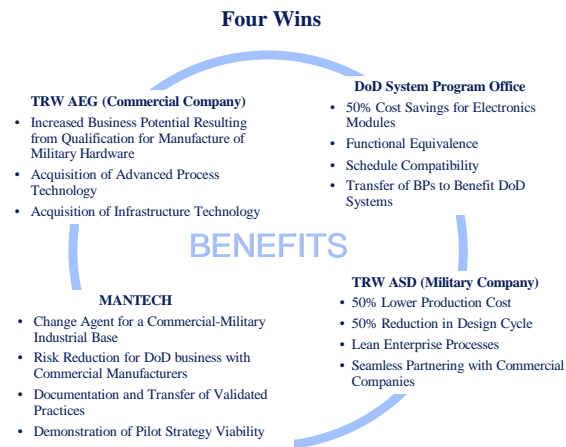 Four Wins
TRW AEG (Commercial Company)
• Increased Business Potential Resulting
from Qualification for Manufacture of
Military Hardware
• Acquisition of Advanced Process
Technology
• Acquisition of Infrastructure Technology
DoD System Program Office
• 50% Cost Savings for Electronics
Modules
• Functional Equivalence
• Schedule Compatibility
• Transfer of BPs to Benefit DoD
Systems
BENEFITS
MANTECH
• Change Agent for a Commercial-Military
Industrial Base
• Risk Reduction for DoD business with
Commercial Manufacturers
• Documentation and Transfer of Validated
Practices
• Demonstration of Pilot Strategy Viability
TRW ASD (Military Company)
• 50% Lower Production Cost
• 50% Reduction in Design Cycle
• Lean Enterprise Processes
• Seamless Partnering with Commercial
Companies